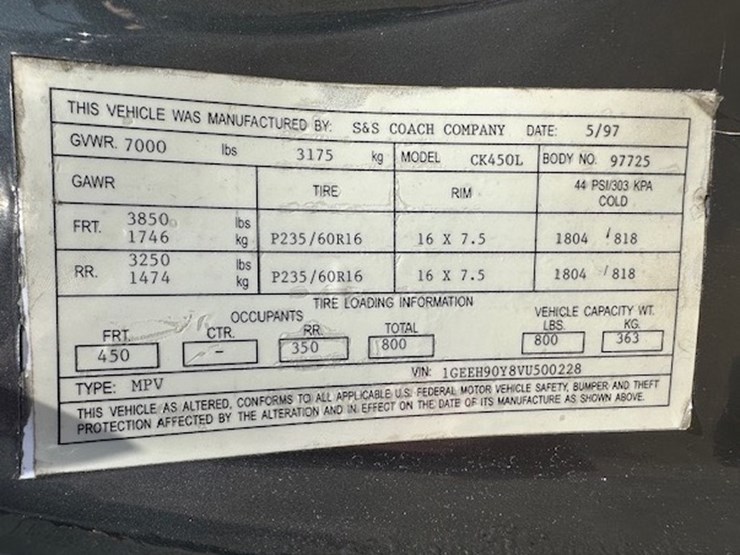 THIS VEHICLE WAS MANUFACTURED BY: S&S COACH COMPANY DATE: 5/97
GVWR. 7000 lbs 3175 kg MODEL CK450L BODY NO. 97725
GAWR TIRE RIM 44 PSI/303 KPA COLD
FRT. 3850 lbs
1746 kg P235/60R16 16 X 7.5 1804 / 818
RR. 3250 lbs
1474 kg P235/60R16 16 X 7.5 1804 / 818
TIRE LOADING INFORMATION
OCCUPANTS VEHICLE CAPACITY WT.
FRT. CTR. RR. TOTAL LBS. KG.
450 - 350 800 800 363
VIN: 1GEEH90Y8VU500228
TYPE: MPV
THIS VEHICLE AS ALTERED, CONFORMS TO ALL APPLICABLE U.S. FEDERAL MOTOR VEHICLE SAFETY, BUMPER AND THEFT
PROTECTION AFFECTED BY THE ALTERATION AND IN EFFECT ON THE DATE OF ITS MANUFACTURE AS SHOWN ABOVE.